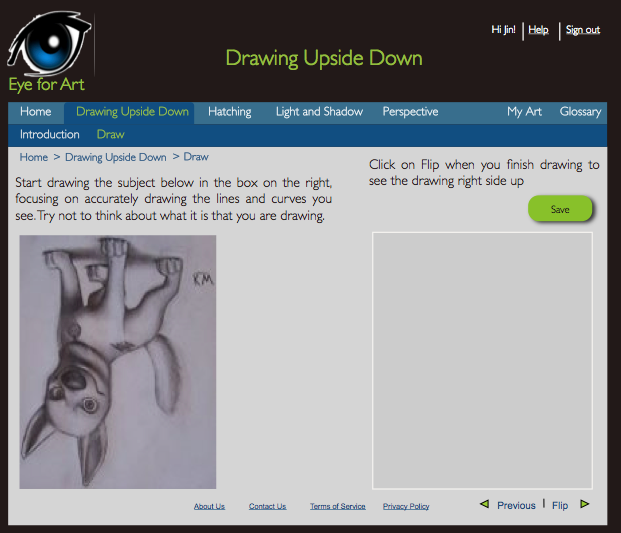 Eye for Art
Drawing Upside Down
Hi Jin! | Help | Sign out
Home Drawing Upside Down Hatching Light and Shadow Perspective My Art Glossary
Introduction Draw
Home > Drawing Upside Down > Draw
Start drawing the subject below in the box on the right,
focusing on accurately drawing the lines and curves you
see. Try not to think about what it is that you are drawing.
Click on Flip when you finish drawing to
see the drawing right side up
Save
KM
About Us Contact Us Terms of Service Privacy Policy
Previous | Flip